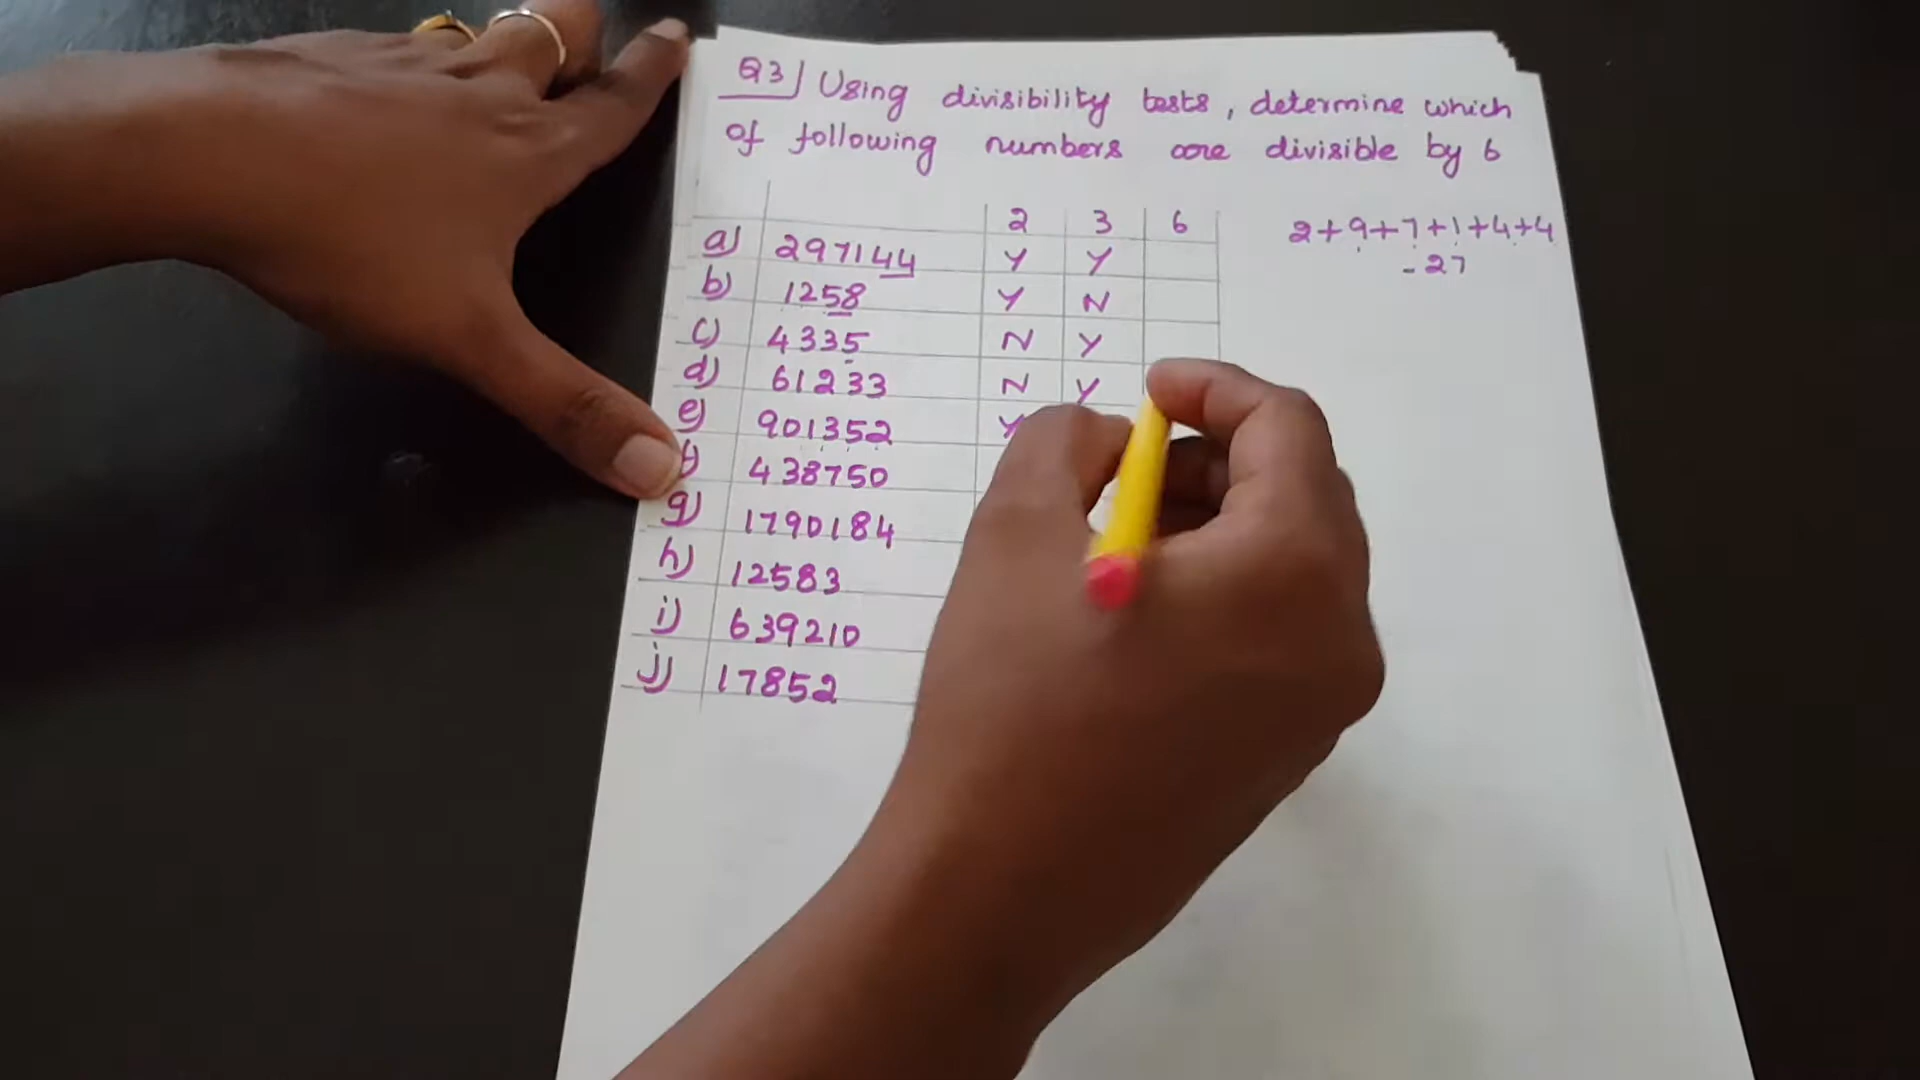 Q3) Using divisibility tests, determine which
of following numbers are divisible by 6
2 3 6
a) 297144 Y Y
b) 1258 Y N
c) 4335 N Y
d) 61233 N Y
e) 901352 Y
f) 438750
g) 1790184
h) 12583
i) 639210
j) 17852
2+9+7+1+4+4
- 27